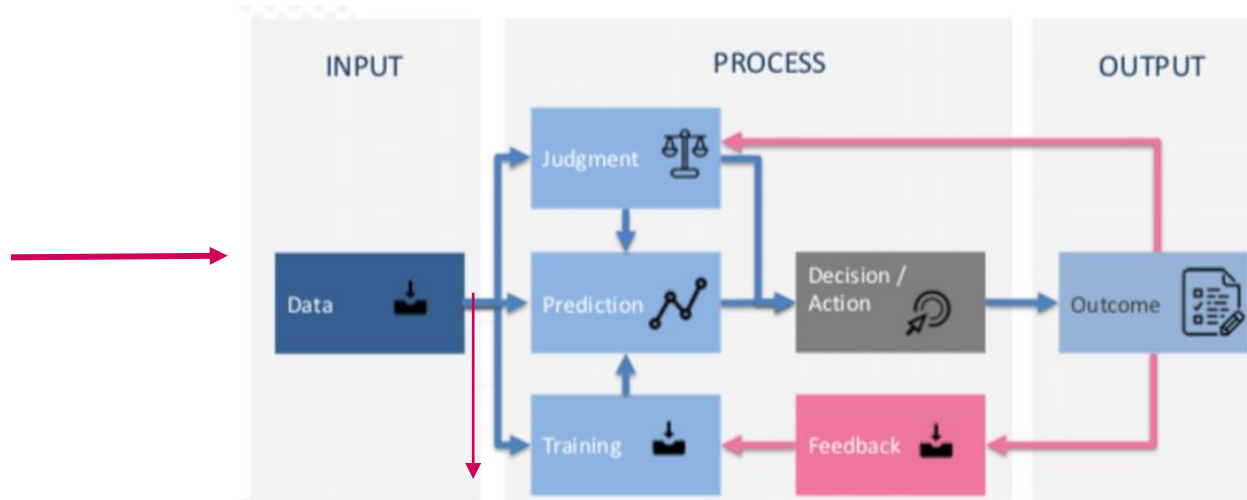 INPUT
PROCESS
OUTPUT
Judgment
Data
Prediction
Decision /
Action
Outcome
Training
Feedback